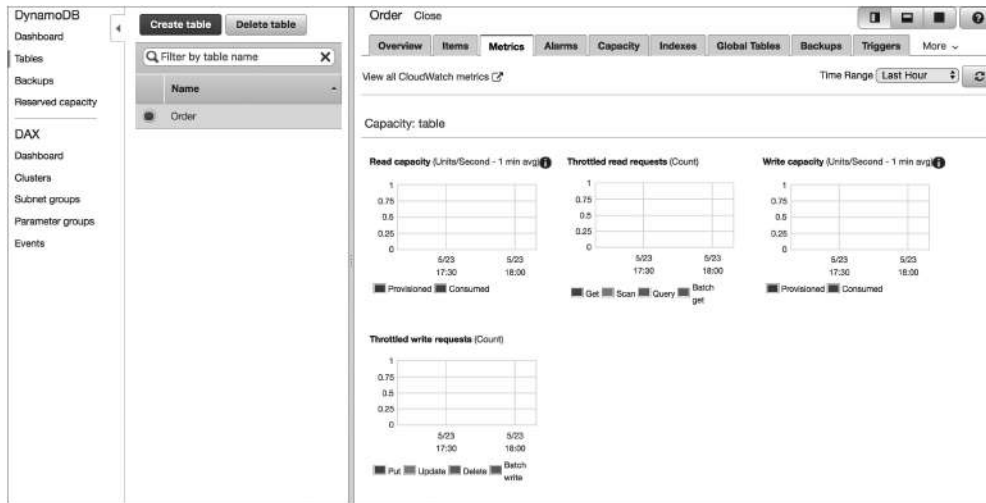 DynamoDB
Dashboard
Tables
Backups
Reserved capacity
DAX
Dashboard
Clusters
Subnet groups
Parameter groups
Events
Create table
Delete table
Filter by table name
Name
Order
Order Close
Overview Items Metrics Alarms Capacity Indexes Global Tables Backups Triggers More
View all CloudWatch metrics
Time Range Last Hour
Capacity: table
Read capacity (Units/Second - 1 min avg)
1
0.75
0.5
0.25
0
5/23 5/23
17:30 18:00
Provisioned Consumed
Throttled read requests (Count)
1
0.75
0.5
0.25
0
5/23 5/23
17:30 18:00
Get Scan Query Batch
get
Write capacity (Units/Second - 1 min avg)
1
0.75
0.5
0.25
0
5/23 5/23
17:30 18:00
Provisioned Consumed
Throttled write requests (Count)
1
0.75
0.5
0.25
0
5/23 5/23
17:30 18:00
Put Update Delete Batch
write